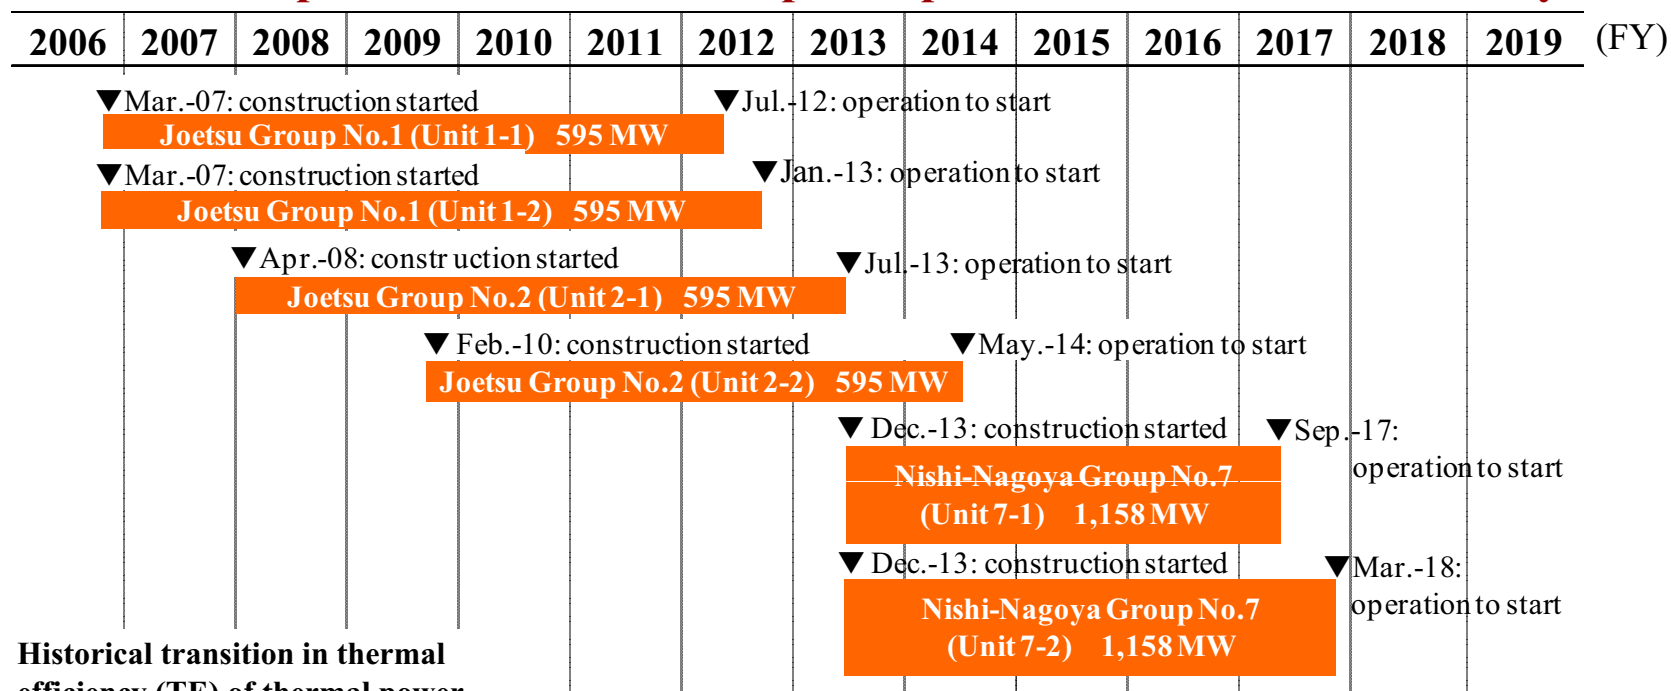 2006 2007 2008 2009 2010 2011 2012 2013 2014 2015 2016 2017 2018 2019 (FY)
▼Mar.-07: construction started ▼Jul.-12: operation to start
Joetsu Group No.1 (Unit 1-1) 595 MW
▼Mar.-07: construction started ▼Jan.-13: operation to start
Joetsu Group No.1 (Unit 1-2) 595 MW
▼Apr.-08: construction started ▼Jul.-13: operation to start
Joetsu Group No.2 (Unit 2-1) 595 MW
▼ Feb.-10: construction started ▼May.-14: operation to start
Joetsu Group No.2 (Unit 2-2) 595 MW
▼ Dec.-13: construction started ▼Sep.-17:
operation to start
Nishi-Nagoya Group No.7
(Unit 7-1) 1,158 MW
▼ Dec.-13: construction started ▼Mar.-18:
operation to start
Nishi-Nagoya Group No.7
(Unit 7-2) 1,158 MW
Historical transition in thermal
efficiency (TE) of thermal power